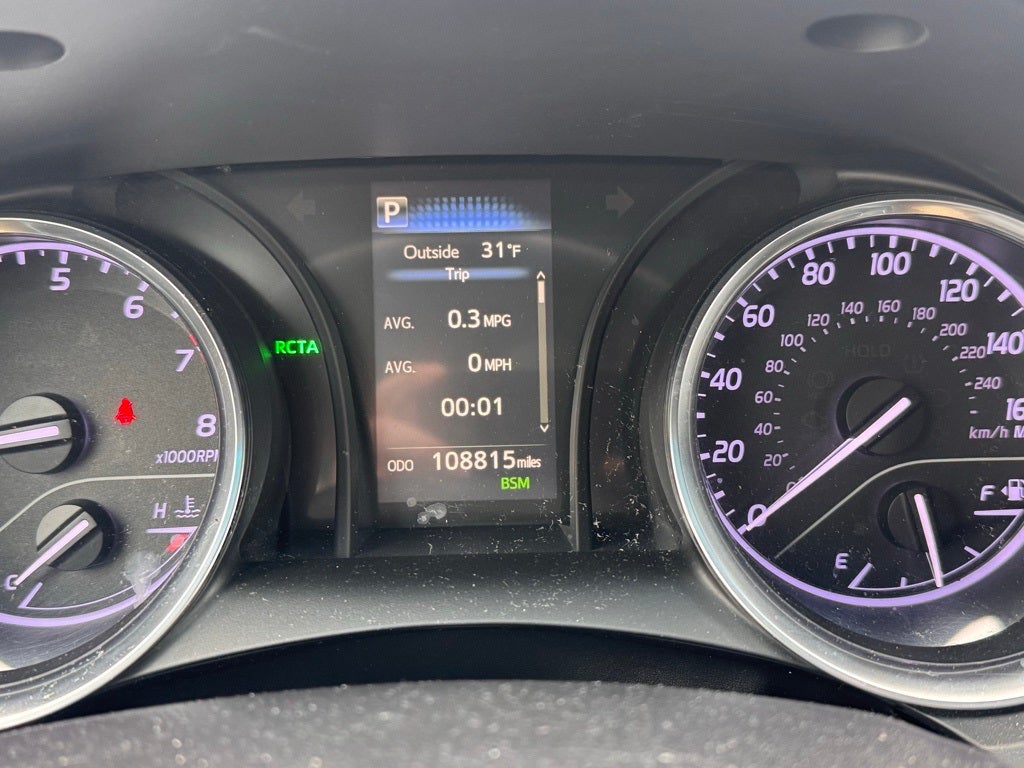 P
Outside 31°F
Trip
AVG. 0.3 MPG
AVG. 0 MPH
00:01
ODO 108815 miles
BSM
RCTA
5
6
7
8
x1000RP
H
C
0
20
40
60
80
100
120
140
16
km/h M
20
40
60
80
100
120
140
160
180
200
220
240
HOLD
E
F